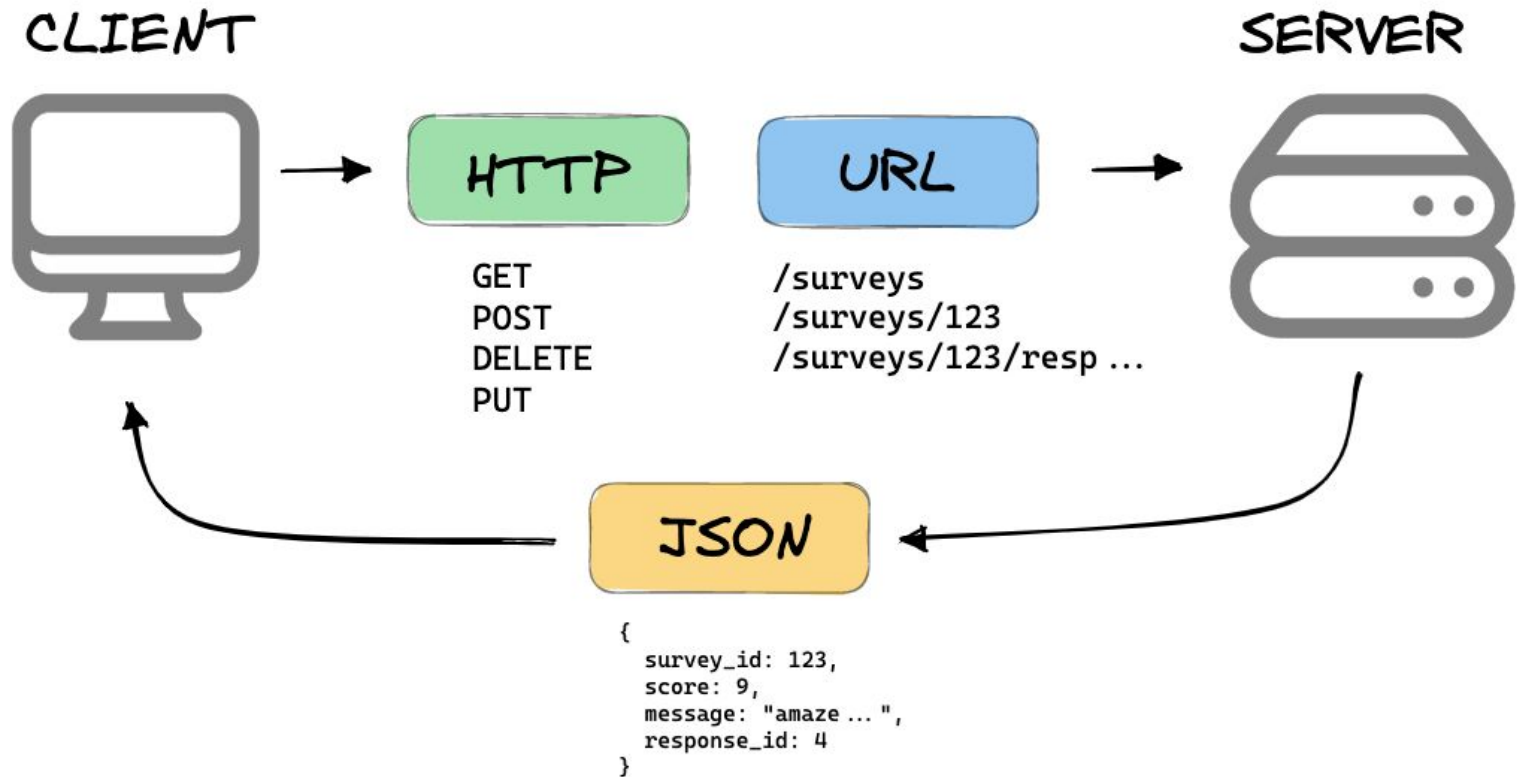 CLIENT
SERVER
HTTP
URL
GET
POST
DELETE
PUT
/surveys
/surveys/123
/surveys/123/resp ...
JSON
{
  survey_id: 123,
  score: 9,
  message: "amaze ... ",
  response_id: 4
}